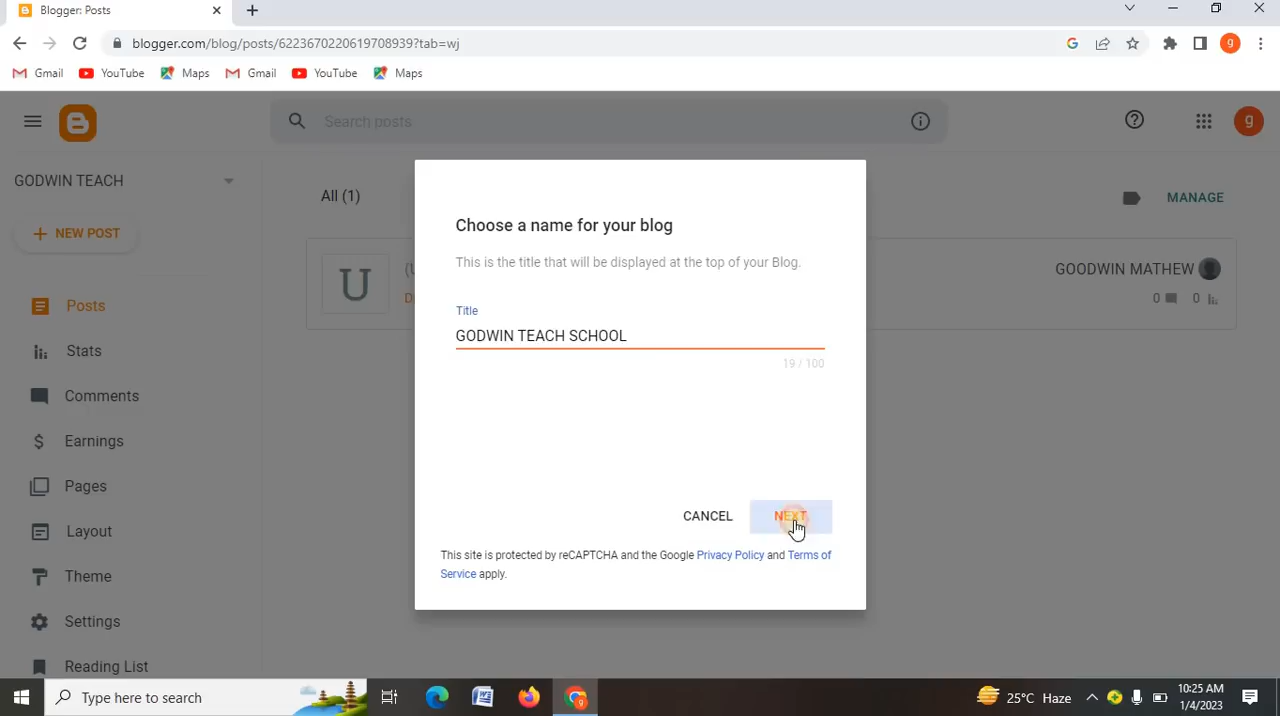 Blogger: Posts
blogger.com/blog/posts/6223670220619708939?tab=wj
g
Gmail YouTube Maps Gmail YouTube Maps
Search posts
g
GODWIN TEACH
All (1)
MANAGE
NEW POST
Choose a name for your blog
This is the title that will be displayed at the top of your Blog.
U
GOODWIN MATHEW
0 0
Posts
Title
GODWIN TEACH SCHOOL
19 / 100
Stats
Comments
Earnings
Pages
Layout
Theme
Settings
Reading List
CANCEL NEXT
This site is protected by reCAPTCHA and the Google Privacy Policy and Terms of
Service apply.
Type here to search
25°C Haze
10:25 AM
1/4/2023